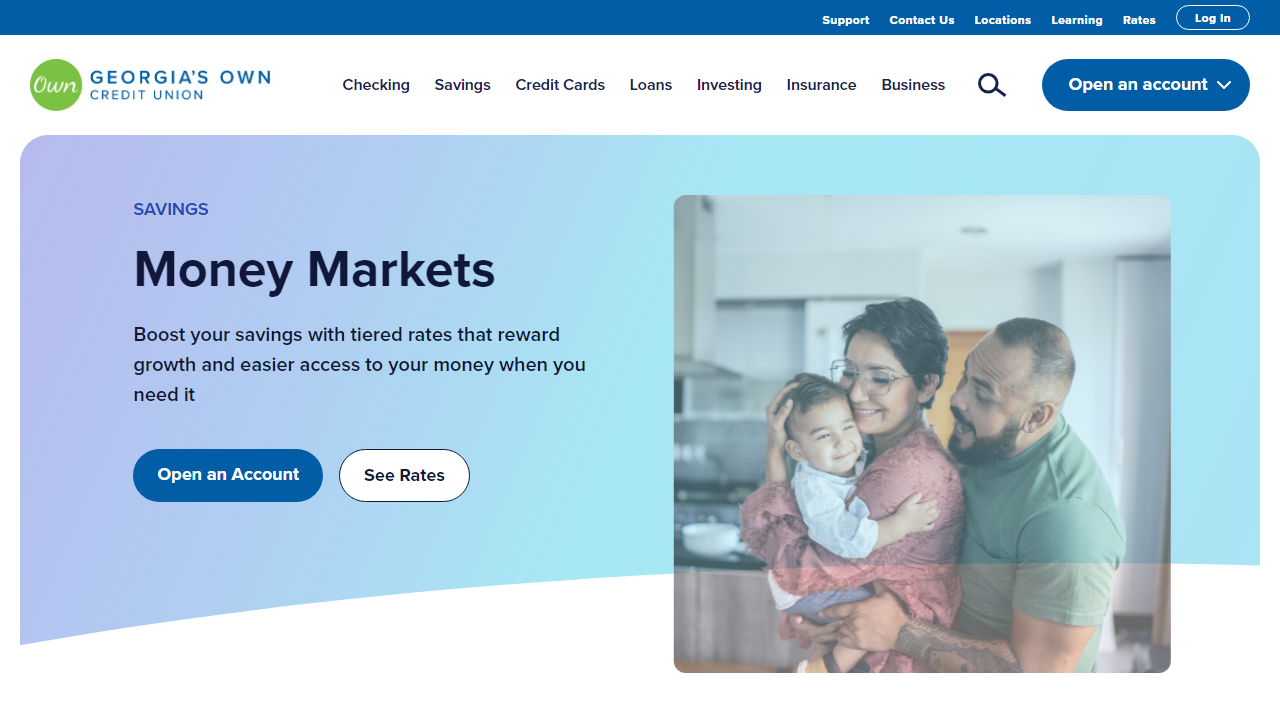 Support Contact Us Locations Learning Rates Log In
Own GEORGIA'S OWN
CREDIT UNION
Checking Savings Credit Cards Loans Investing Insurance Business Open an account
SAVINGS
Money Markets
Boost your savings with tiered rates that reward
growth and easier access to your money when you
need it
Open an Account See Rates